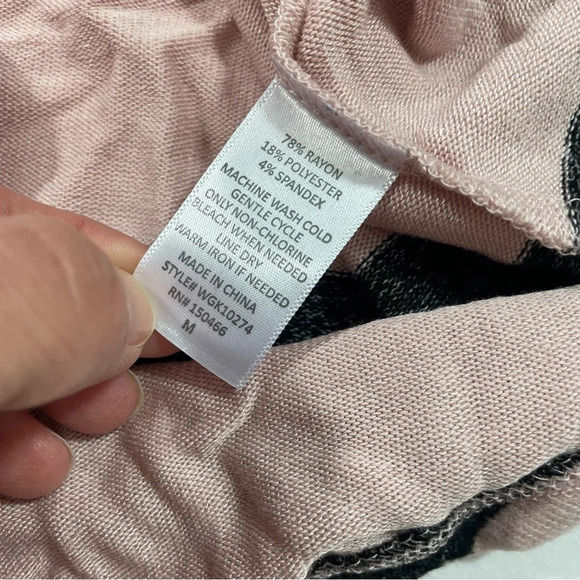 78% RAYON
18% POLYESTER
4% SPANDEX
MACHINE WASH COLD
GENTLE CYCLE
ONLY NON-CHLORINE
BLEACH WHEN NEEDED
LINE DRY
WARM IRON IF NEEDED
MADE IN CHINA
STYLE# WGK10274
RN# 150466
M